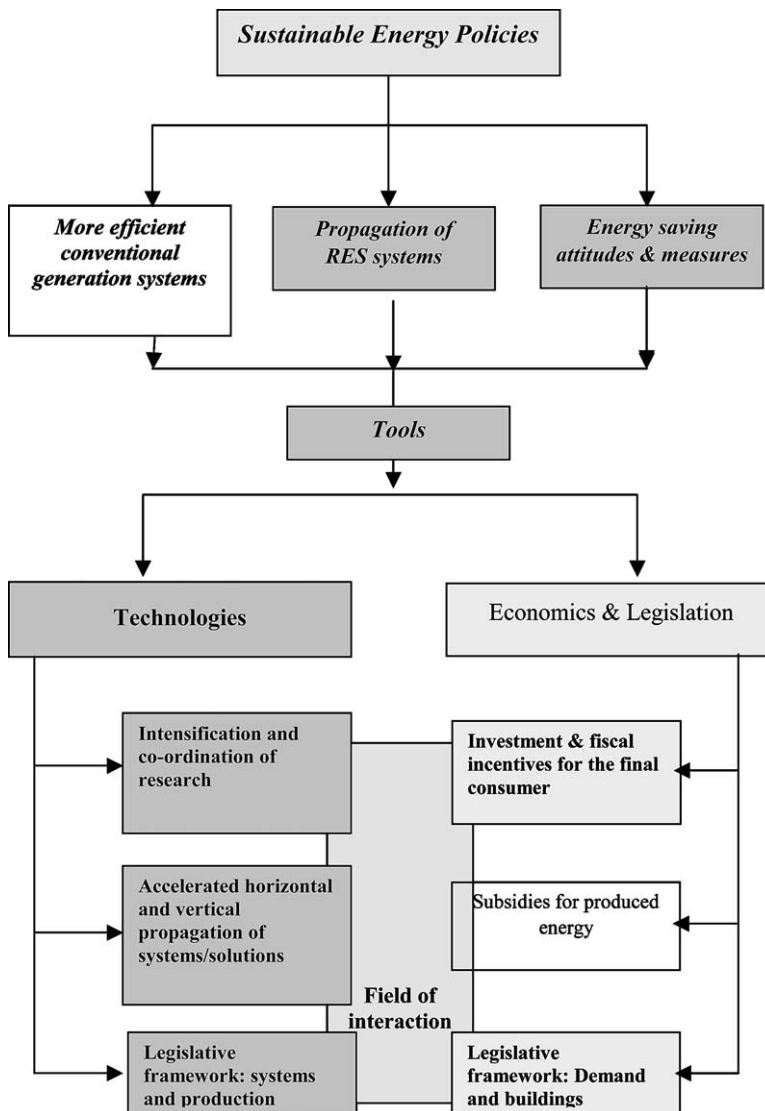 Sustainable Energy Policies
More efficient
conventional
generation systems
Propagation of
RES systems
Energy saving
attitudes & measures
Tools
Technologies
Economics & Legislation
Intensification and
co-ordination of
research
Investment & fiscal
incentives for the final
consumer
Accelerated horizontal
and vertical
propagation of
systems/solutions
Subsidies for produced
energy
Field of
interaction
Legislative
framework: systems
and production
Legislative
framework: Demand
and buildings